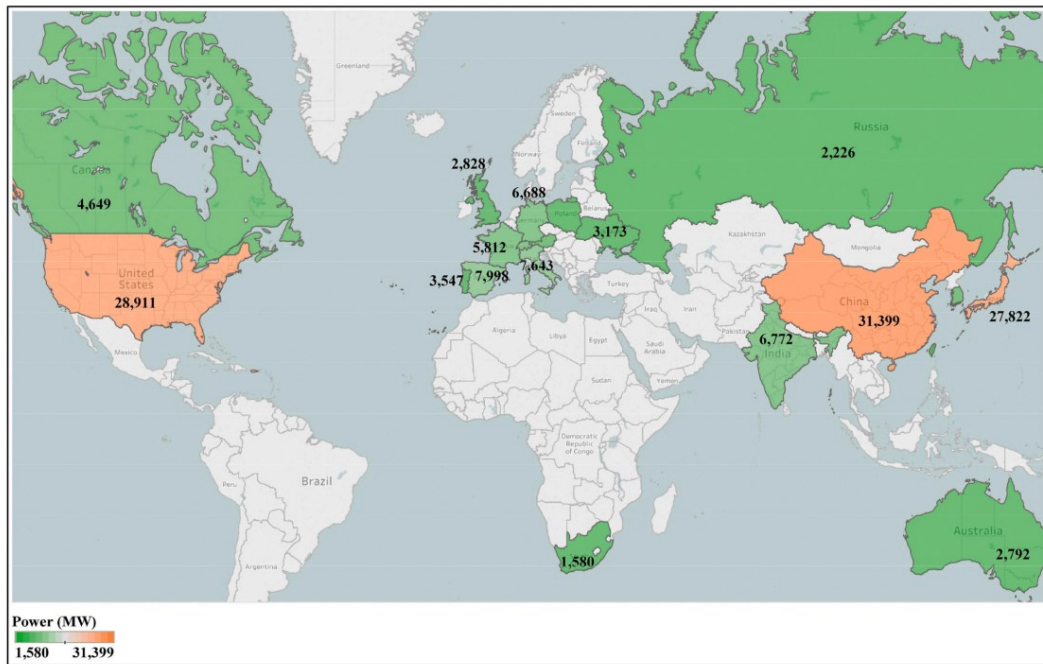 Greenland
Sweden
Finland
Norway
Russia
2,226
2,828
6,688
Canada
4,649
Belarus
Germany
Poland
3,173
Kazakhstan
Mongolia
5,812
7,643
3,547
7,998
United
States
28,911
Turkey
China
31,399
27,822
Iraq
Iran
Algeria
Libya
Egypt
Pakistan
Saudi
Arabia
6,772
India
Mexico
Sudan
Yemen
Democratic
Republic
of Congo
Peru
Brazil
Australia
2,792
1,580
Argentina
Power (MW)
1,580
31,399